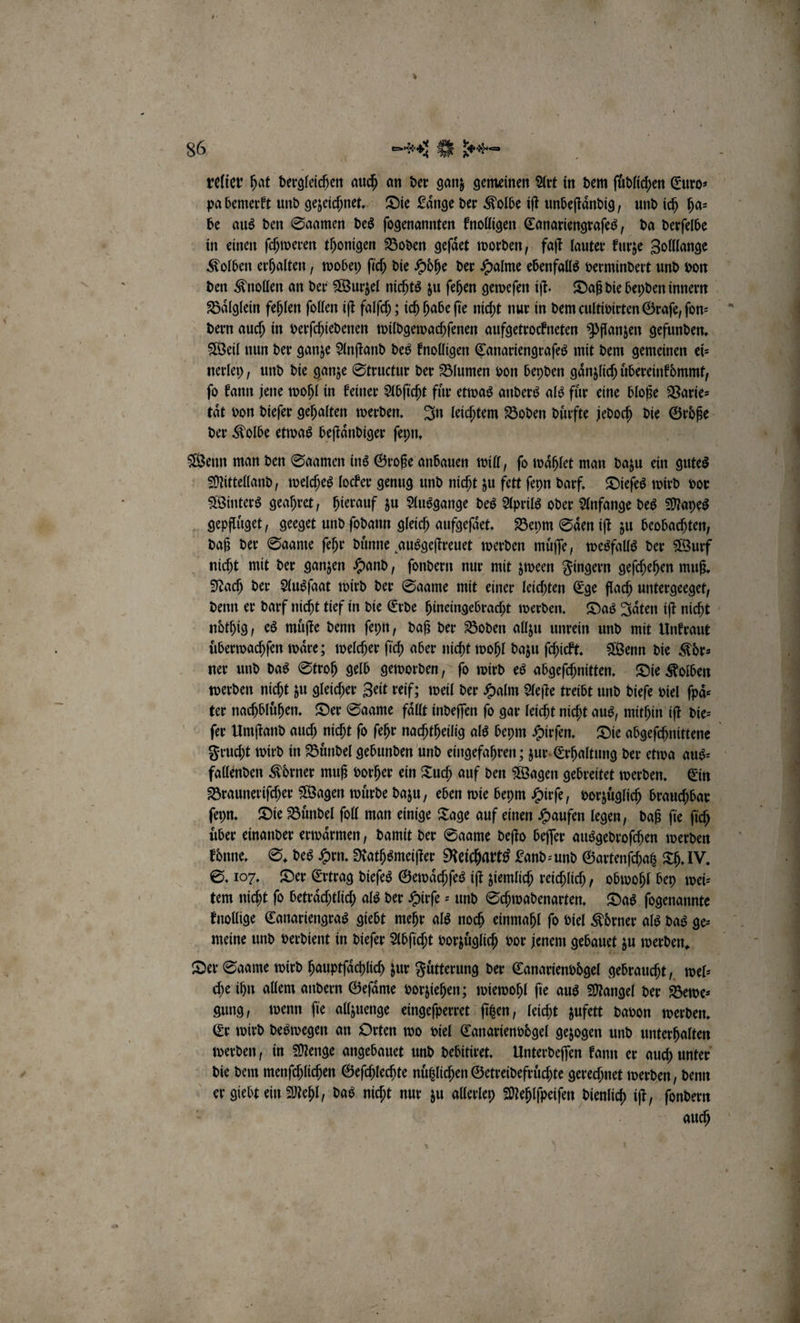 86
relier hat dergleichen auch an der ganz gemeinen Art in dem südlichen Euro⸗
pa bemerkt und gezeichnet. Die Länge der Kolbe ist unbeständig, und ich ha⸗
be aus den Saamen des sogenannten knolligen Canariengrases, da derselbe
in einen schweren thonigen Boden gesäet worden, fast lauter kurze Zolllange
Kolben erhalten, wobey sich die Höhe der Halme ebenfalls vermindert und von
den Knollen an der Wurzel nichts zu sehen gewesen ist. Daß die beyden innern
Bälglein fehlen sollen ist falsch; ich habe sie nicht nur in dem cultivirten Grase, son⸗
dern auch in verschiedenen wildgewachsenen aufgetrockneten Pflanzen gefunden.
Weil nun der ganze Anstand des knolligen Canariengrases mit dem gemeinen ei⸗
nerley, und die ganze Structur der Blumen von beyden gänzlich übereinkömmt,
so kann jene wohl in keiner Absicht für etwas anders als für eine bloße Varie⸗
tät von dieser gehalten werden. In leichtem Boden dürfte jedoch die Größe
der Kolbe etwas beständiger seyn.
Wenn man den Saamen ins Große anbauen will, so wählet man dazu ein gutes
Mittelland, welches locker genug und nicht zu fett seyn darf. Dieses wird vor
Winters geahret, hierauf zu Ausgange des Aprils oder Anfange des Mayes
gepflüget, geeget und sodann gleich aufgesäet. Beym Säen ist zu beobachten,
daß der Saame sehr dünne ausgestreuet werden müsse, wesfalls der Wurf
nicht mit der ganzen Hand, sondern nur mit zween Fingern geschehen muß.
Nach der Aussaat wird der Saame mit einer leichten Ege flach untergeeget,
denn er darf nicht tief in die Erde hineingebracht werden. Das Jäten ist nicht
nöthig, es müste denn seyn, daß der Boden allzu unrein und mit Unkraut
überwachsen wäre; welcher sich aber nicht wohl dazu schickt. Wenn die Kör⸗
ner und das Stroh gelb geworden, so wird es abgeschnitten. Die Kolben
werden nicht zu gleicher Zeit reif; weil der Halm Aeste treibt und diese viel spä⸗
ter nachblühen. Der Saame fällt indessen so gar leicht nicht aus, mithin ist die⸗
ser Umstand auch nicht so sehr nachtheilig als beym Hirsen. Die abgeschnittene
Frucht wird in Bündel gebunden und eingefahren; zur Erhaltung der etwa aus⸗
fallenden Körner muß vorher ein Tuch auf den Wagen gebreitet werden. Ein
Braunerischer Wagen würde dazu, eben wie beym Hirse, vorzüglich brauchbar
seyn. Die Bündel soll man einige Tage auf einen Haufen legen, daß sie sich
über einander erwärmen, damit der Saame desto besser ausgedroschen werden
könne. S. des Hrn. Rathsmeister Reicharts Land⸗und Gartenschatz Th. IV.
S. 107. Der Ertrag dieses Gewächses ist ziemlich reichlich, obwohl bey wei⸗
tem nicht so beträchtlich als der Hirse⸗ und Schwadenarten. Das sogenannte
knollige Canariengras giebt mehr als noch einmahl so viel Körner als das ge⸗
meine und verdient in dieser Absicht vorzüglich vor jenem gebauet zu werden.
Der Saame wird hauptsächlich zur Fütterung der Canarienvögel gebraucht, wel⸗
che ihn allem andern Gesäme vorziehen; wiewohl sie aus Mangel der Bewe⸗
gung, wenn sie allzuenge eingesperret sitzen, leicht zufett davon werden.
Er wird deswegen an Orten wo viel Canarienvögel gezogen und unterhalten
werden, in Menge angebauet und debitiret. Unterdessen kann er auch unter
die dem menschlichen Geschlechte nützlichen Getreidefrüchte gerechnet werden, denn
er giebt ein Mehl, das nicht nur zu allerley Mehlspeisen dienlich ist, sondern
auch